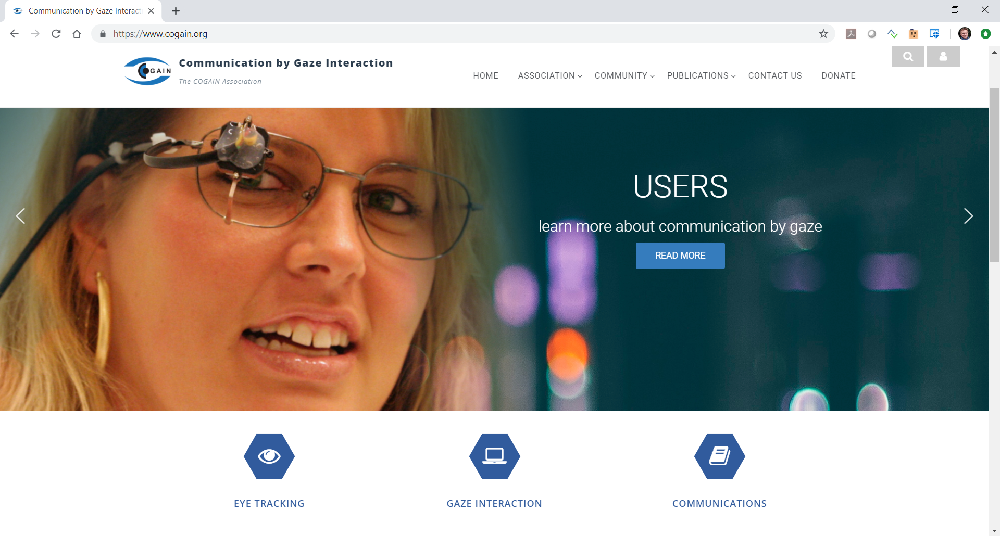 Communication by Gaze Interact
https://www.cogain.org
COGAIN
Communication by Gaze Interaction
The COGAIN Association
HOME ASSOCIATION COMMUNITY PUBLICATIONS CONTACT US DONATE
USERS
learn more about communication by gaze
READ MORE
EYE TRACKING GAZE INTERACTION COMMUNICATIONS